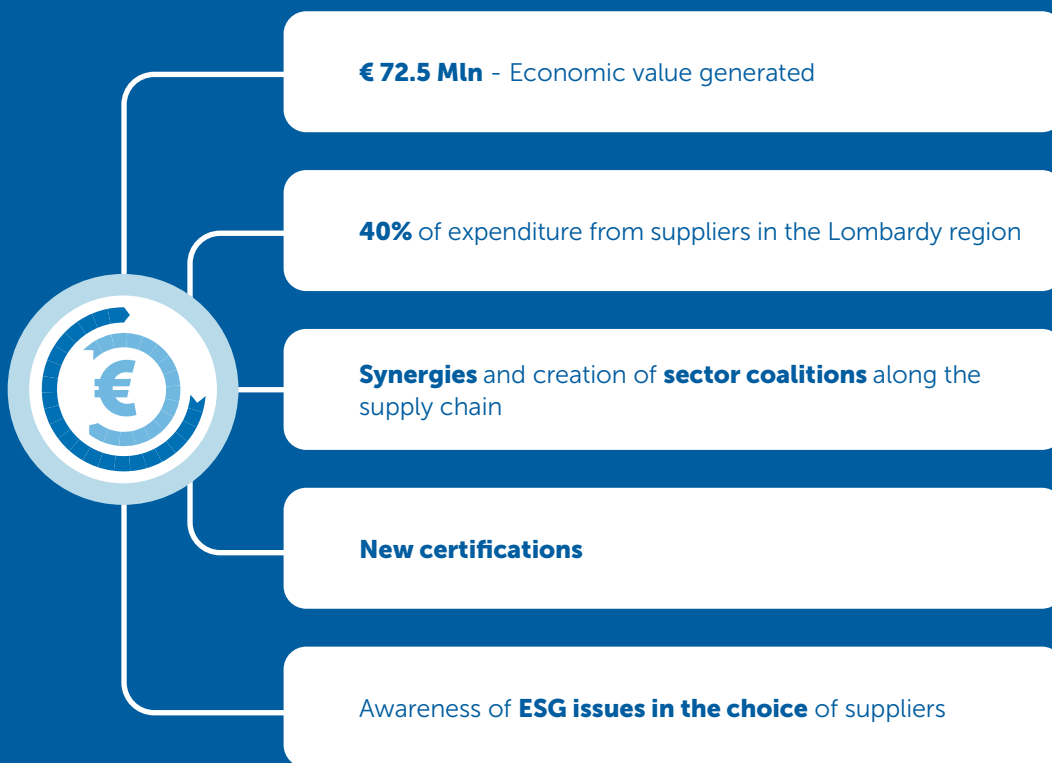 € 72.5 Mln - Economic value generated
40% of expenditure from suppliers in the Lombardy region
€
Synergies and creation of sector coalitions along the
supply chain
New certifications
Awareness of ESG issues in the choice of suppliers